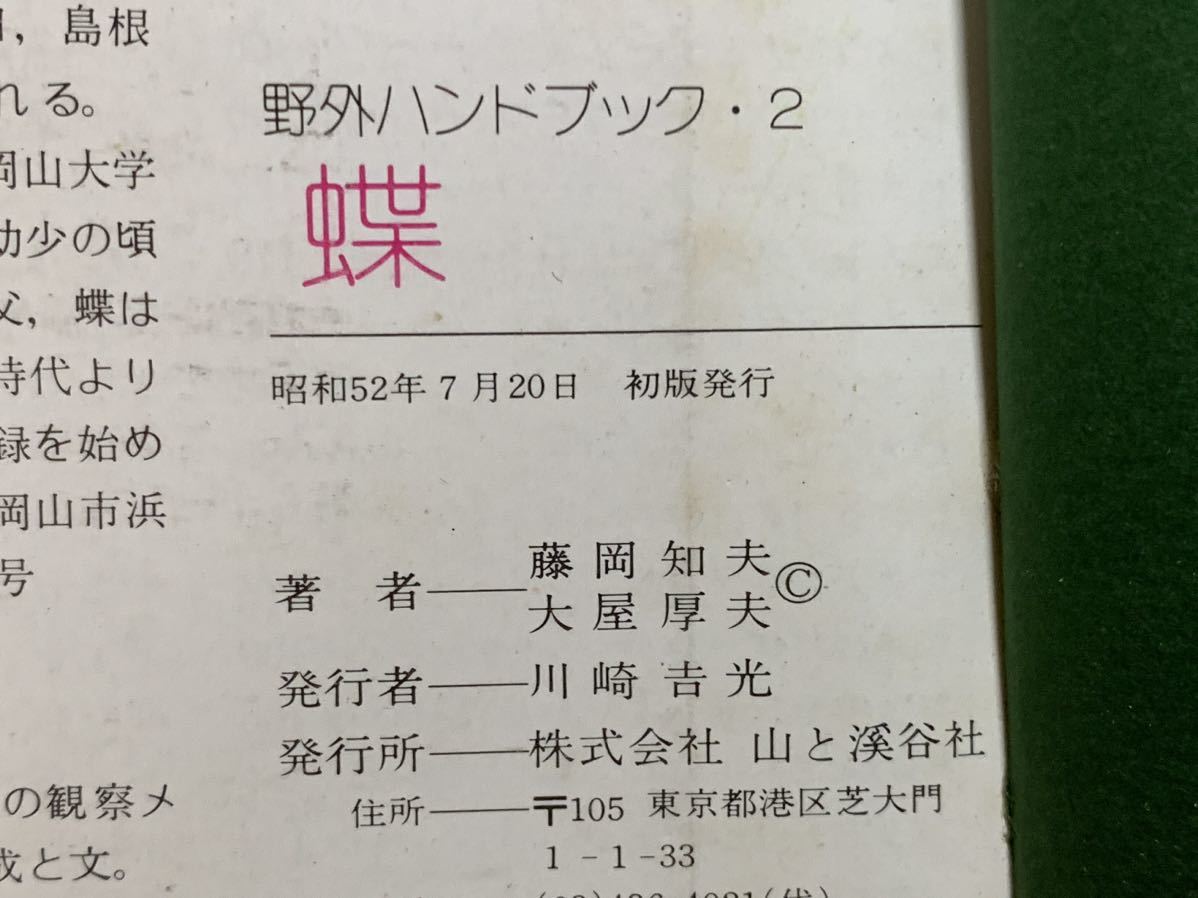 島根
れる。
岡山大学
幼少の頃
父，蝶は
時代より
録を始め
岡山市浜
号
の観察メ
成と文。
野外ハンドブック・2
蝶
昭和52年7月20日　初版発行
著　者——藤岡知夫 ©
大屋厚夫
発行者——川崎吉光
発行所——株式会社 山と溪谷社
住所——〒105 東京都港区芝大門
1-1-33